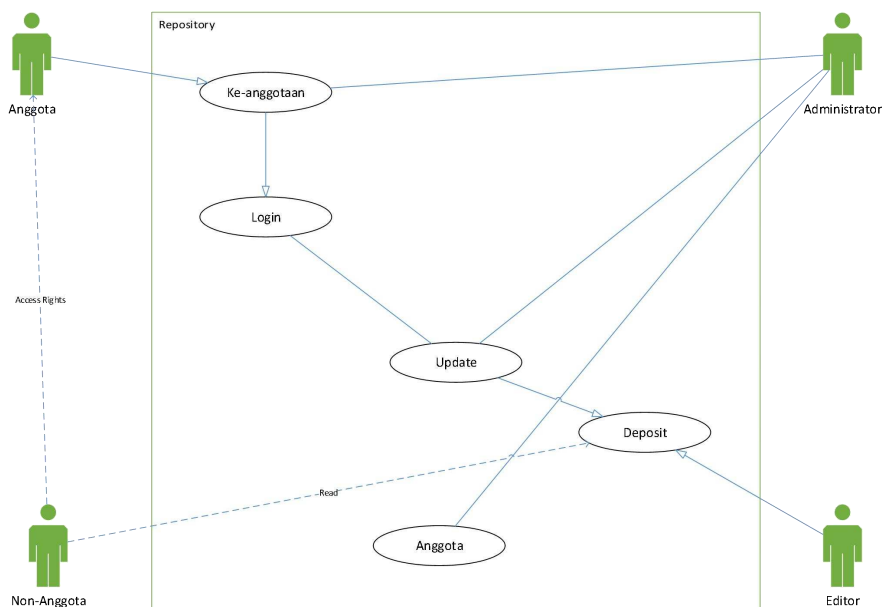 Repository
Ke-anggotaan
Anggota
Administrator
Login
Access Rights
Update
Deposit
Read
Anggota
Non-Anggota
Editor